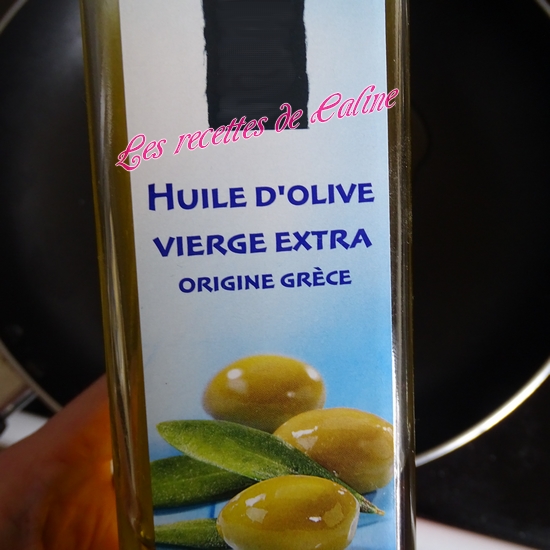 Les recettes de Caline
HUILE D'OLIVE
VIERGE EXTRA
ORIGINE GRÈCE